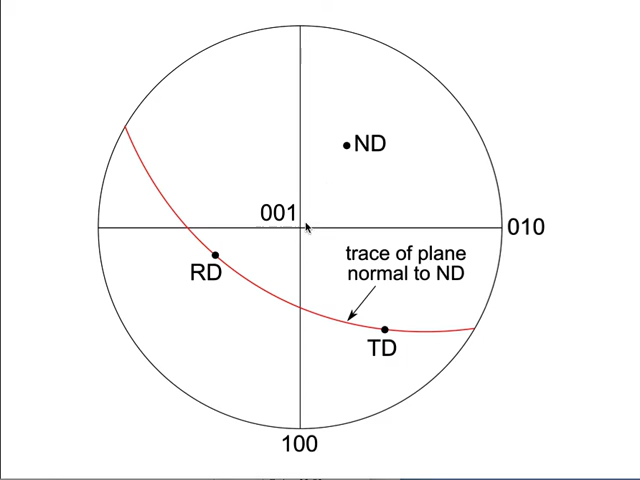 ND
001
010
trace of plane
normal to ND
RD
TD
100